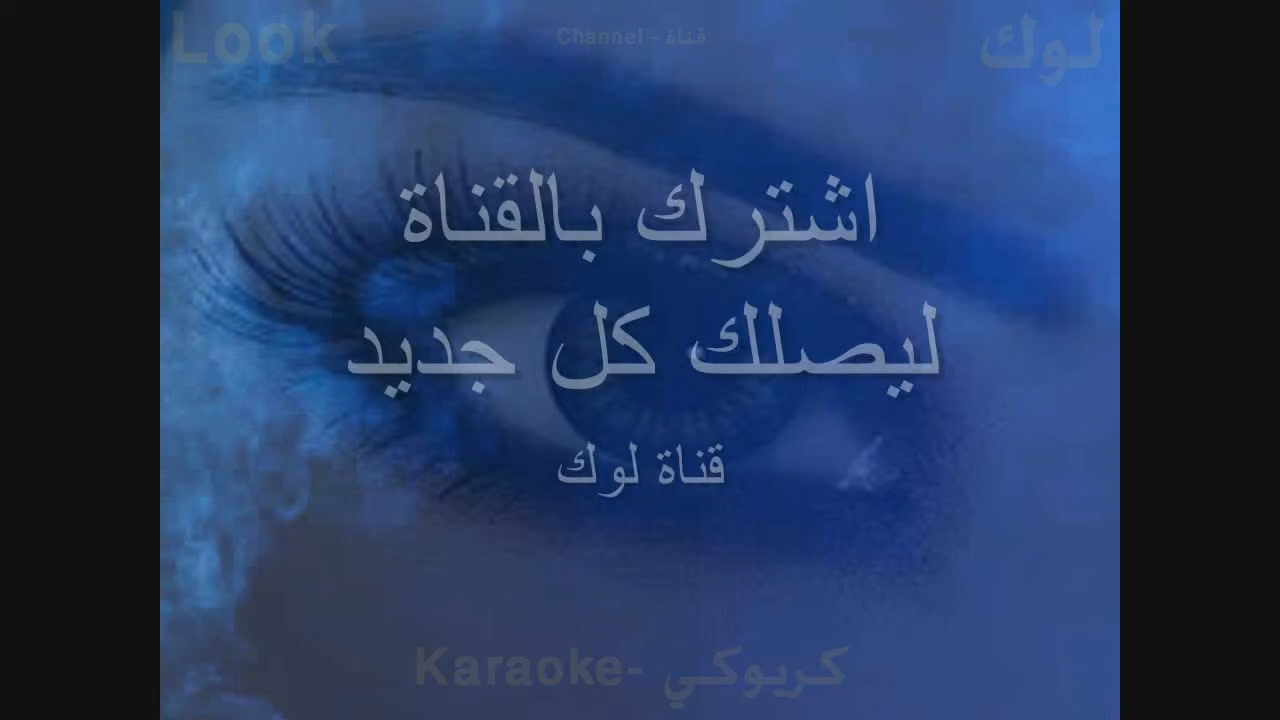 Look
Channel - قناة
لوك
اشترك بالقناة
ليصلك كل جديد
قناة لوك
Karaoke- كريوكي